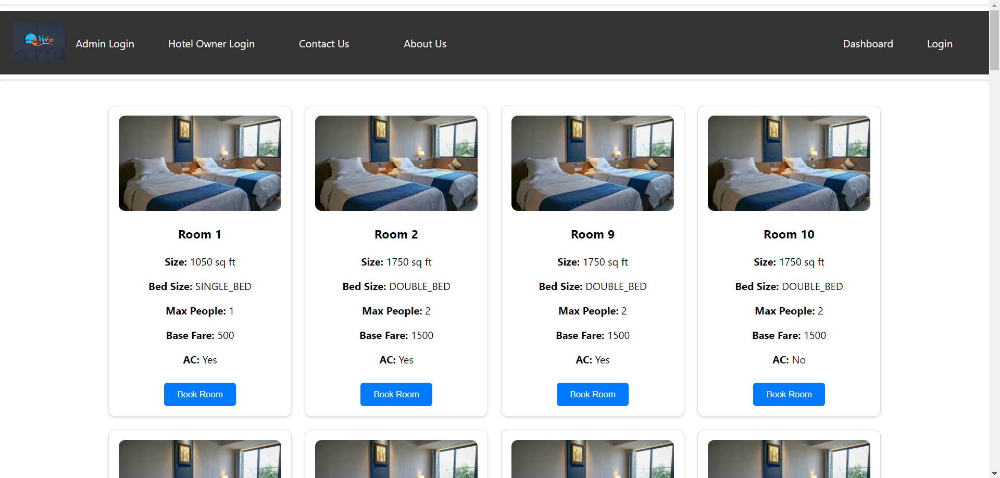 TripFun
Admin Login
Hotel Owner Login
Contact Us
About Us
Dashboard
Login
Room 1
Size: 1050 sq ft
Bed Size: SINGLE_BED
Max People: 1
Base Fare: 500
AC: Yes
Book Room
Room 2
Size: 1750 sq ft
Bed Size: DOUBLE_BED
Max People: 2
Base Fare: 1500
AC: Yes
Book Room
Room 9
Size: 1750 sq ft
Bed Size: DOUBLE_BED
Max People: 2
Base Fare: 1500
AC: Yes
Book Room
Room 10
Size: 1750 sq ft
Bed Size: DOUBLE_BED
Max People: 2
Base Fare: 1500
AC: No
Book Room